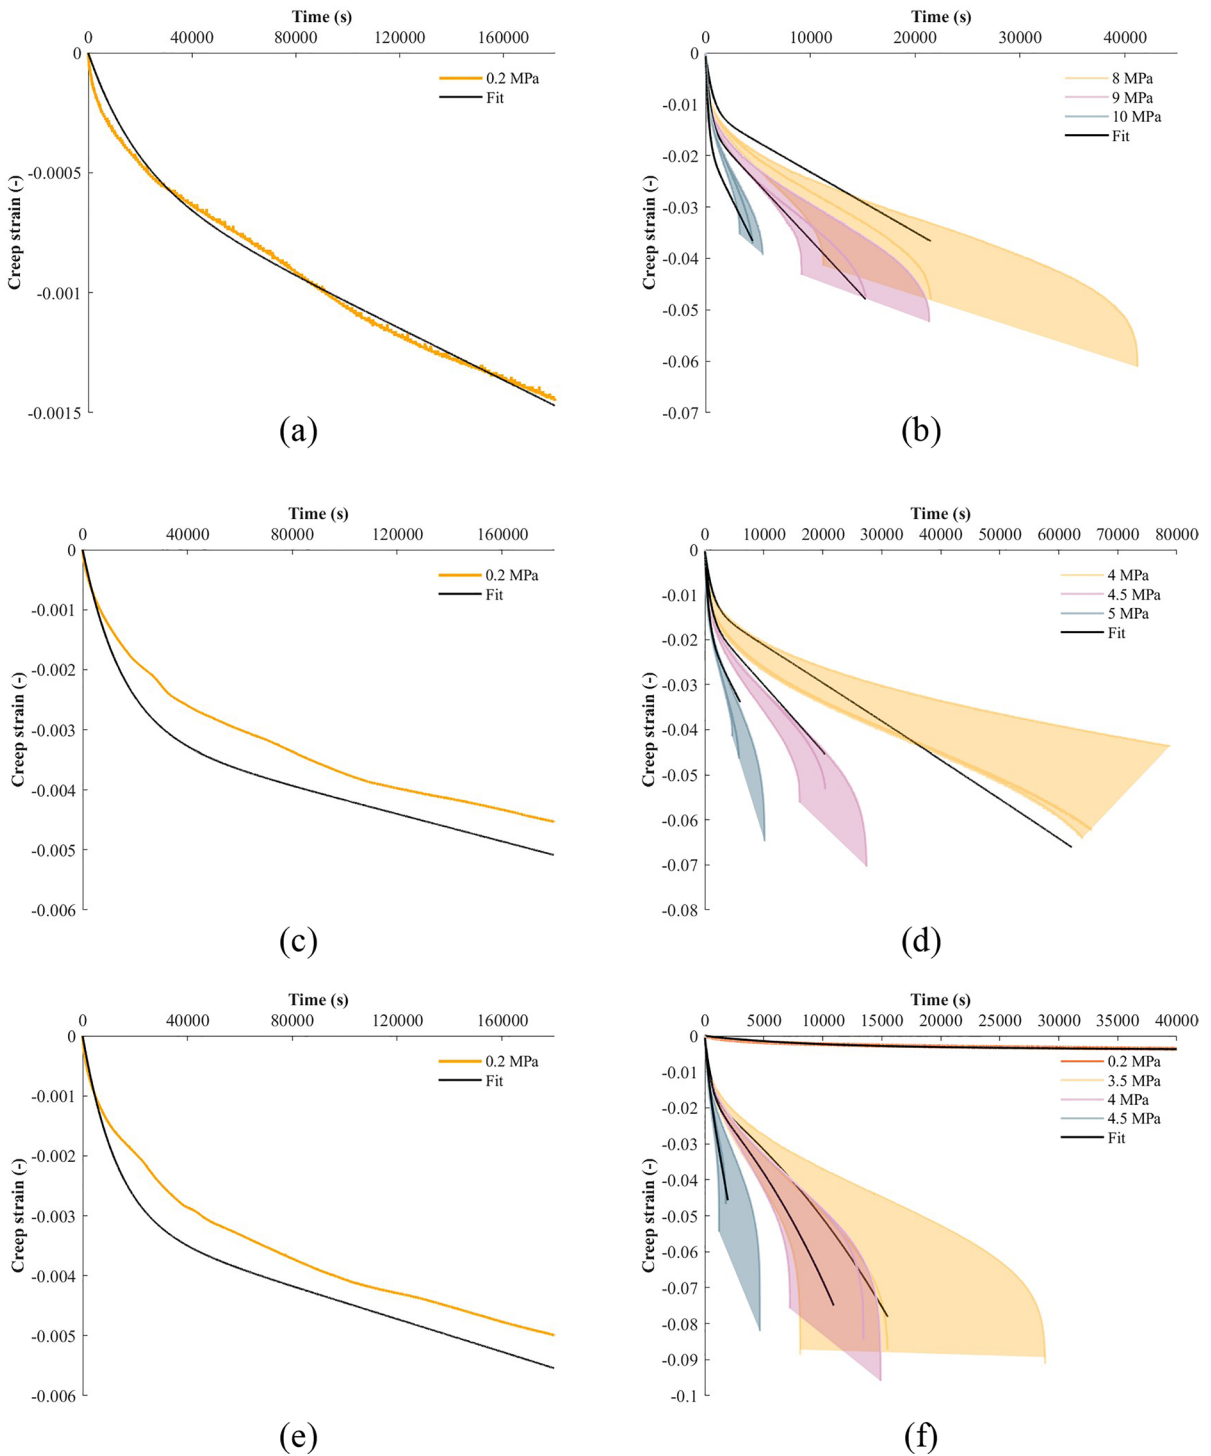 Time (s)
0 40000 80000 120000 160000
0
-0.0005
-0.001
-0.0015
Creep strain (-)
0.2 MPa
Fit
(a)
Time (s)
0 10000 20000 30000 40000
0
-0.01
-0.02
-0.03
-0.04
-0.05
-0.06
-0.07
Creep strain (-)
8 MPa
9 MPa
10 MPa
Fit
(b)
Time (s)
0 40000 80000 120000 160000
0
-0.001
-0.002
-0.003
-0.004
-0.005
-0.006
Creep strain (-)
0.2 MPa
Fit
(c)
Time (s)
0 10000 20000 30000 40000 50000 60000 70000 80000
0
-0.01
-0.02
-0.03
-0.04
-0.05
-0.06
-0.07
-0.08
Creep strain (-)
4 MPa
4.5 MPa
5 MPa
Fit
(d)
Time (s)
0 40000 80000 120000 160000
0
-0.001
-0.002
-0.003
-0.004
-0.005
-0.006
Creep strain (-)
0.2 MPa
Fit
(e)
Time (s)
0 5000 10000 15000 20000 25000 30000 35000 40000
0
-0.01
-0.02
-0.03
-0.04
-0.05
-0.06
-0.07
-0.08
-0.09
-0.1
Creep strain (-)
0.2 MPa
3.5 MPa
4 MPa
4.5 MPa
Fit
(f)